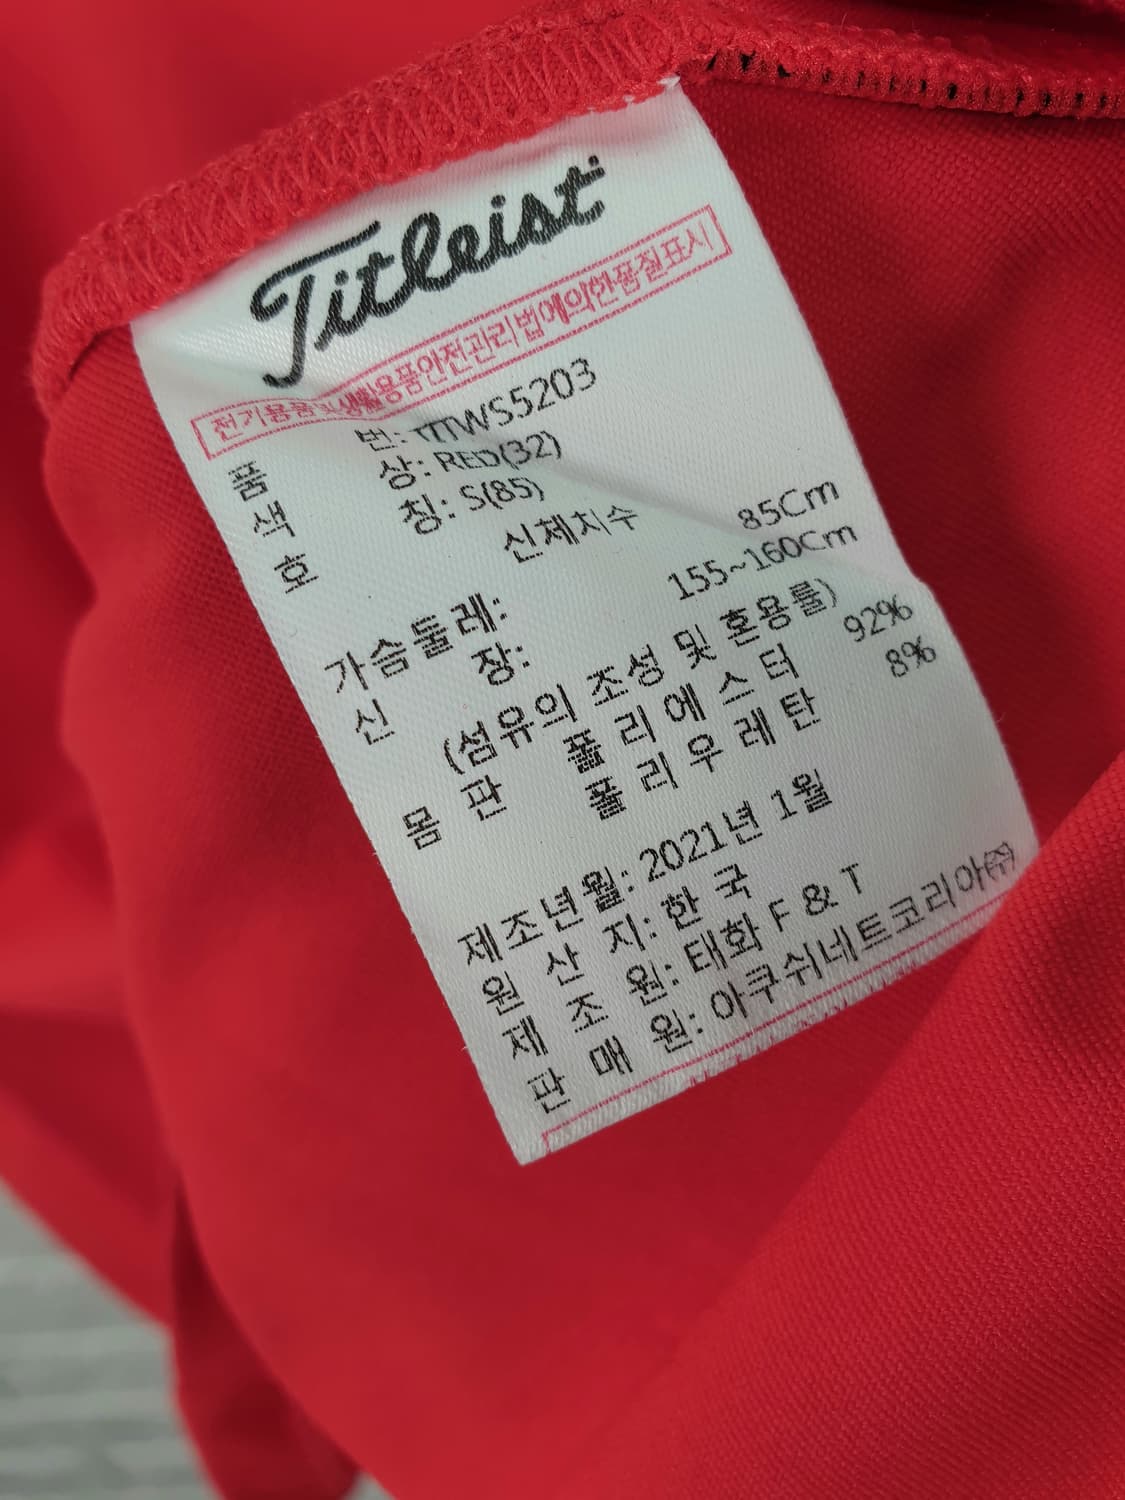 Titleist
전기용품 및 생활용품안전관리법에의한품질표시
품 번: TTTWS5203
색 상: RED(32)
호 칭: S(85)
신체치수
가슴둘레: 85Cm
신 장: 155~160Cm
(섬유의 조성 및 혼용률)
몸 판 폴리에스터 92%
폴리우레탄 8%
제조년월: 2021년 1월
원 산 지: 한 국
제 조 원: 태화 F & T
판 매 원: 아쿠쉬네트코리아㈜